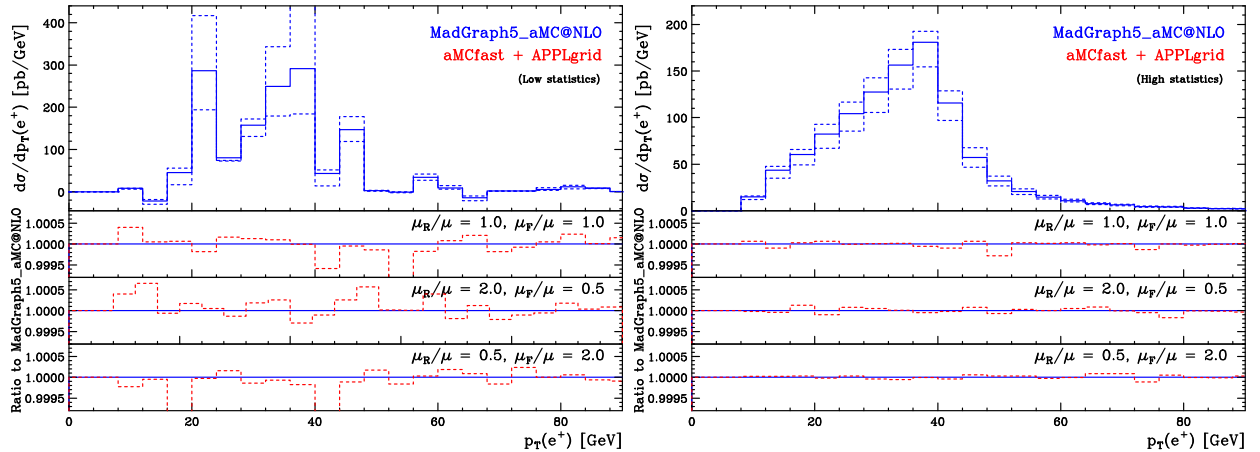 dσ/dp_T(e⁺) [pb/GeV]
400
300
200
100
0
MadGraph5_aMC@NLO
aMCfast + APPLgrid
(Low statistics)
Ratio to MadGraph5_aMC@NLO
1.0005
1.0000
0.9995
μ_R/μ = 1.0, μ_F/μ = 1.0
1.0005
1.0000
0.9995
μ_R/μ = 2.0, μ_F/μ = 0.5
1.0005
1.0000
0.9995
μ_R/μ = 0.5, μ_F/μ = 2.0
0 20 40 60 80
p_T(e⁺) [GeV]
dσ/dp_T(e⁺) [pb/GeV]
200
150
100
50
0
MadGraph5_aMC@NLO
aMCfast + APPLgrid
(High statistics)
Ratio to MadGraph5_aMC@NLO
1.0005
1.0000
0.9995
μ_R/μ = 1.0, μ_F/μ = 1.0
1.0005
1.0000
0.9995
μ_R/μ = 2.0, μ_F/μ = 0.5
1.0005
1.0000
0.9995
μ_R/μ = 0.5, μ_F/μ = 2.0
0 20 40 60 80
p_T(e⁺) [GeV]